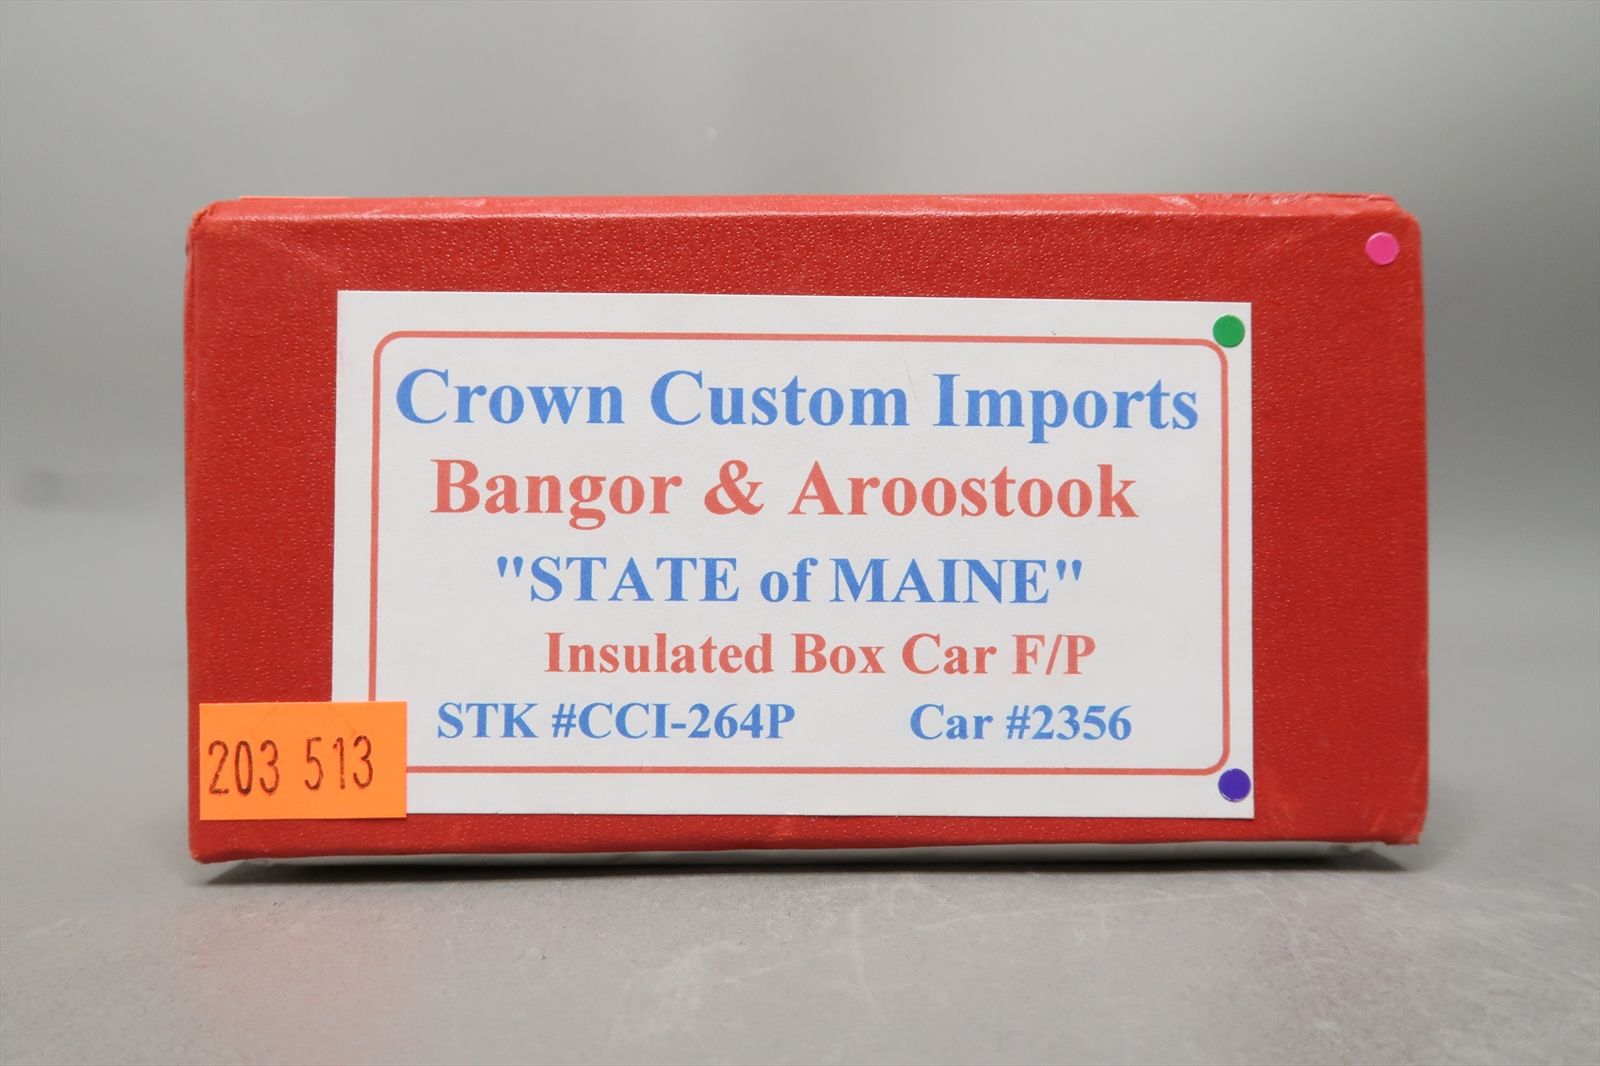 Crown Custom Imports
Bangor & Aroostook
"STATE of MAINE"
Insulated Box Car F/P
STK #CCI-264P Car #2356
203 513